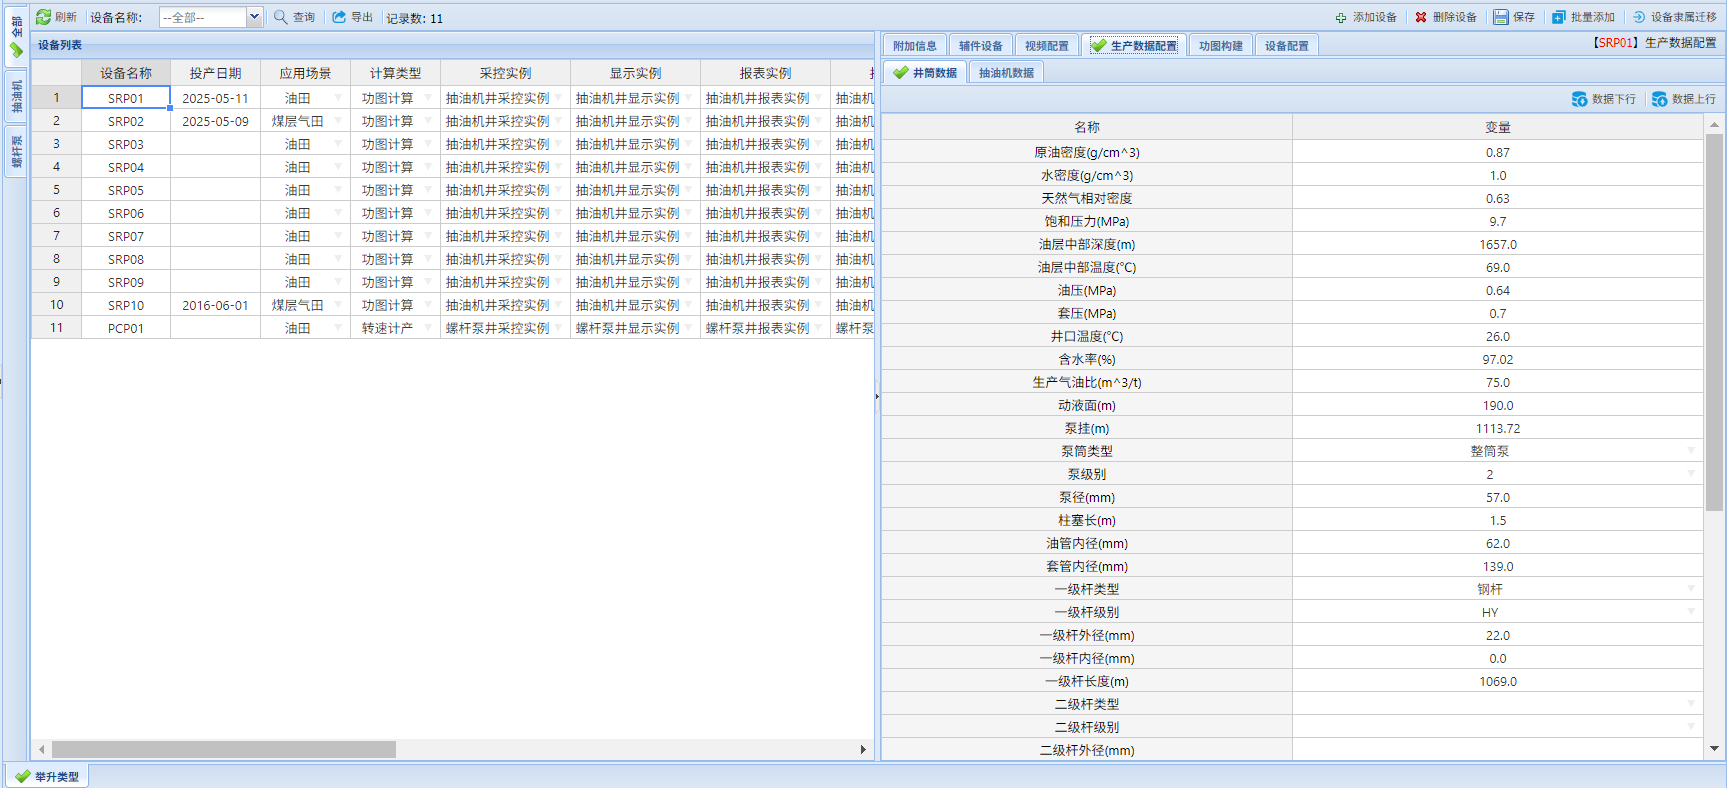 全部
抽油机
螺杆泵
刷新 设备名称: --全部-- 查询 导出 记录数: 11 添加设备 删除设备 保存 批量添加 设备隶属迁移
设备列表
设备名称 投产日期 应用场景 计算类型 采控实例 显示实例 报表实例
1 SRP01 2025-05-11 油田 功图计算 抽油机井采控实例 抽油机井显示实例 抽油机井报表实例 抽油机
2 SRP02 2025-05-09 煤层气田 功图计算 抽油机井采控实例 抽油机井显示实例 抽油机井报表实例 抽油机
3 SRP03 油田 功图计算 抽油机井采控实例 抽油机井显示实例 抽油机井报表实例 抽油机
4 SRP04 油田 功图计算 抽油机井采控实例 抽油机井显示实例 抽油机井报表实例 抽油机
5 SRP05 油田 功图计算 抽油机井采控实例 抽油机井显示实例 抽油机井报表实例 抽油机
6 SRP06 油田 功图计算 抽油机井采控实例 抽油机井显示实例 抽油机井报表实例 抽油机
7 SRP07 油田 功图计算 抽油机井采控实例 抽油机井显示实例 抽油机井报表实例 抽油机
8 SRP08 油田 功图计算 抽油机井采控实例 抽油机井显示实例 抽油机井报表实例 抽油机
9 SRP09 油田 功图计算 抽油机井采控实例 抽油机井显示实例 抽油机井报表实例 抽油机
10 SRP10 2016-06-01 煤层气田 功图计算 抽油机井采控实例 抽油机井显示实例 抽油机井报表实例 抽油机
11 PCP01 油田 转速计产 螺杆泵井采控实例 螺杆泵井显示实例 螺杆泵井报表实例 螺杆泵
附加信息 辅件设备 视频配置 生产数据配置 功图构建 设备配置 【SRP01】生产数据配置
井筒数据 抽油机数据
数据下行 数据上行
名称 变量
原油密度(g/cm^3) 0.87
水密度(g/cm^3) 1.0
天然气相对密度 0.63
饱和压力(MPa) 9.7
油层中部深度(m) 1657.0
油层中部温度(℃) 69.0
油压(MPa) 0.64
套压(MPa) 0.7
井口温度(℃) 26.0
含水率(%) 97.02
生产气油比(m^3/t) 75.0
动液面(m) 190.0
泵挂(m) 1113.72
泵筒类型 整筒泵
泵级别 2
泵径(mm) 57.0
柱塞长(m) 1.5
油管内径(mm) 62.0
套管内径(mm) 139.0
一级杆类型 钢杆
一级杆级别 HY
一级杆外径(mm) 22.0
一级杆内径(mm) 0.0
一级杆长度(m) 1069.0
二级杆类型
二级杆级别
二级杆外径(mm)
举升类型